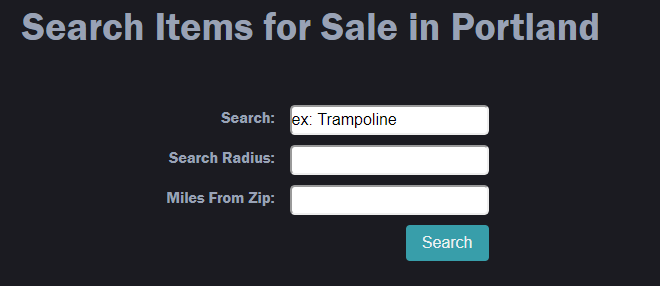 Search Items for Sale in Portland
Search: ex: Trampoline
Search Radius:
Miles From Zip:
Search